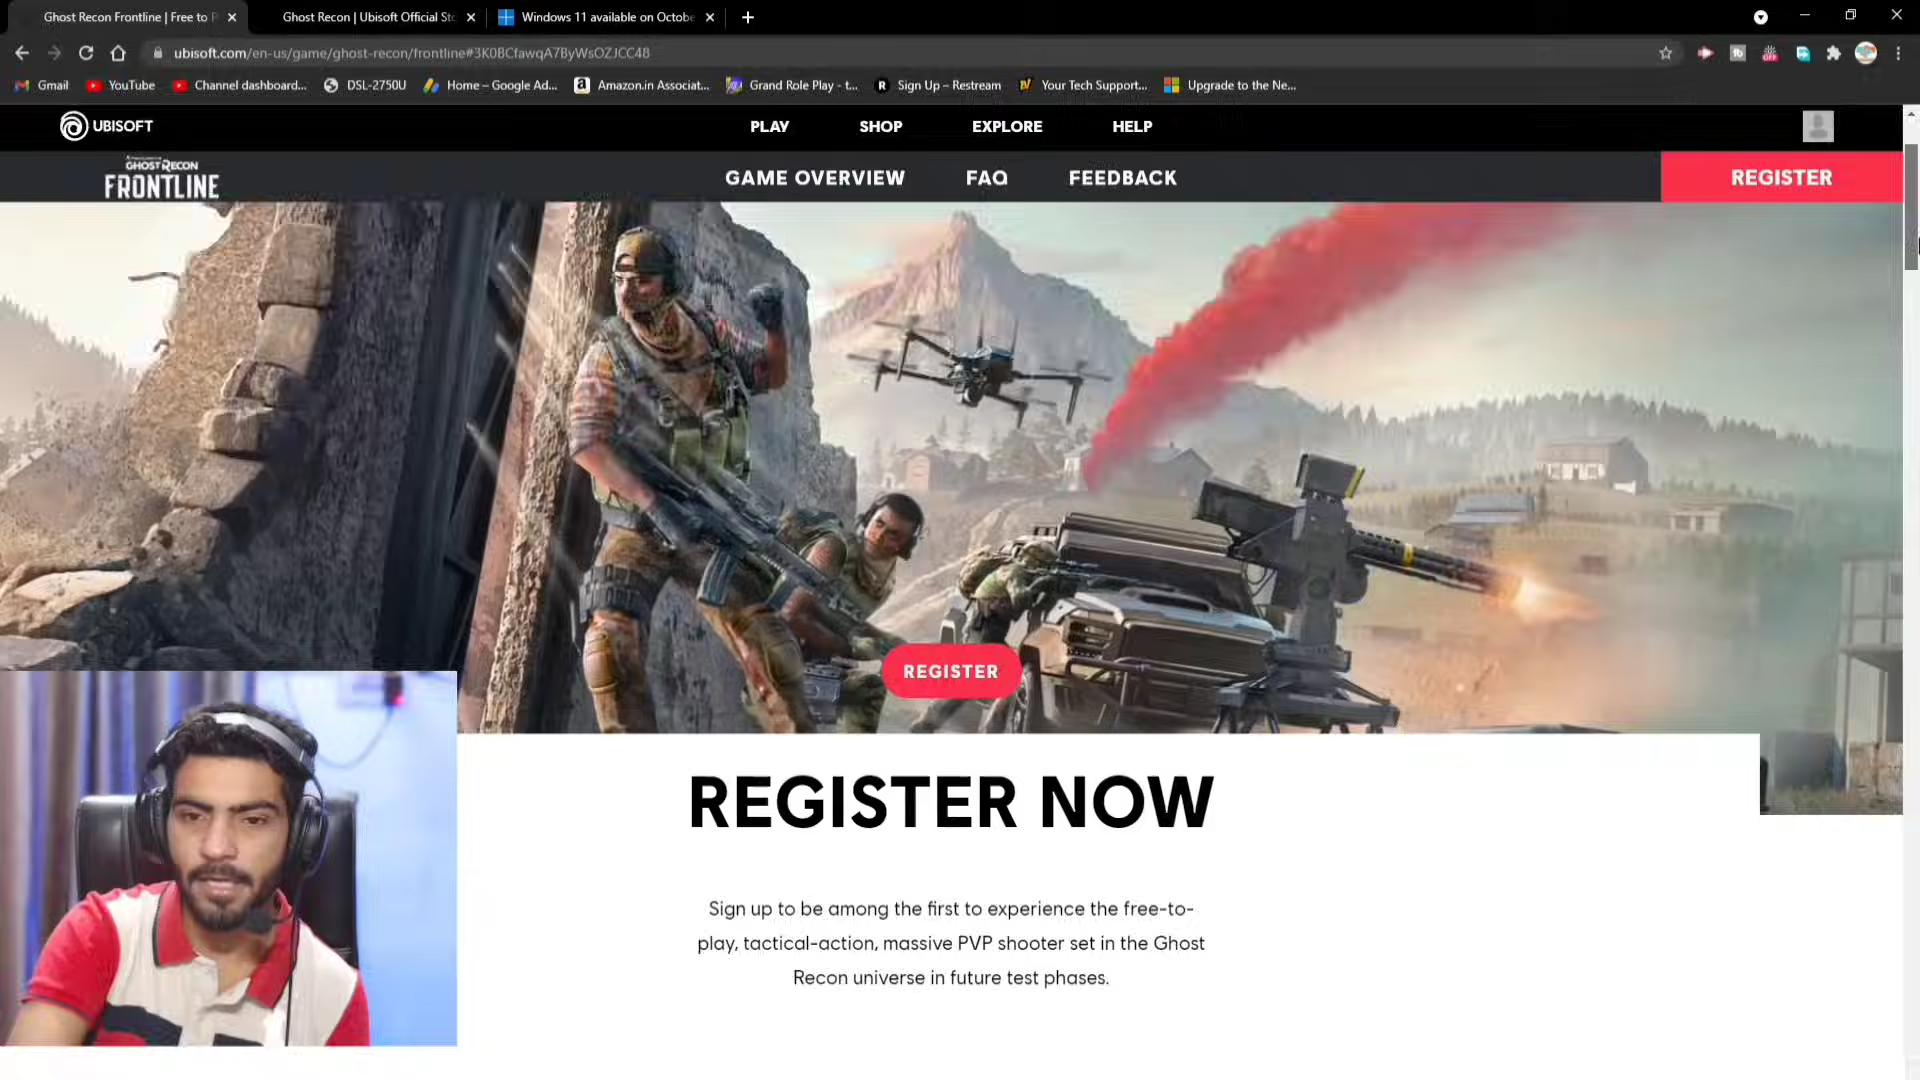 Ghost Recon Frontline | Free to P
Ghost Recon | Ubisoft Official Sto
Windows 11 available on Octobe
ubisoft.com/en-us/game/ghost-recon/frontline#3K0BCfawqA7ByWsOZJCC48
Gmail
YouTube
Channel dashboard...
DSL-2750U
Home – Google Ad...
Amazon.in Associat...
Grand Role Play - t...
Sign Up – Restream
Your Tech Support...
Upgrade to the Ne...
UBISOFT
PLAY
SHOP
EXPLORE
HELP
GHOST RECON
FRONTLINE
GAME OVERVIEW
FAQ
FEEDBACK
REGISTER
REGISTER
REGISTER NOW
Sign up to be among the first to experience the free-to-
play, tactical-action, massive PVP shooter set in the Ghost
Recon universe in future test phases.